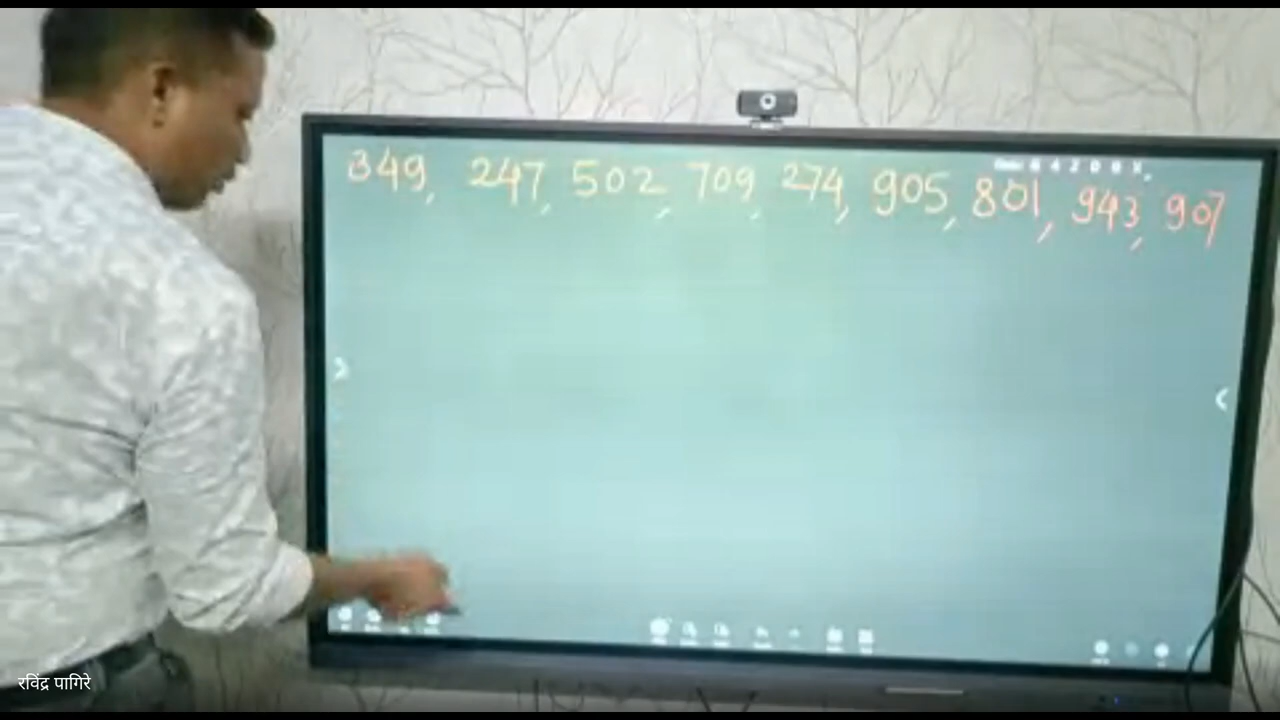 349, 247, 502, 709, 274, 905, 801, 943, 907
रविंद्र पागिरे